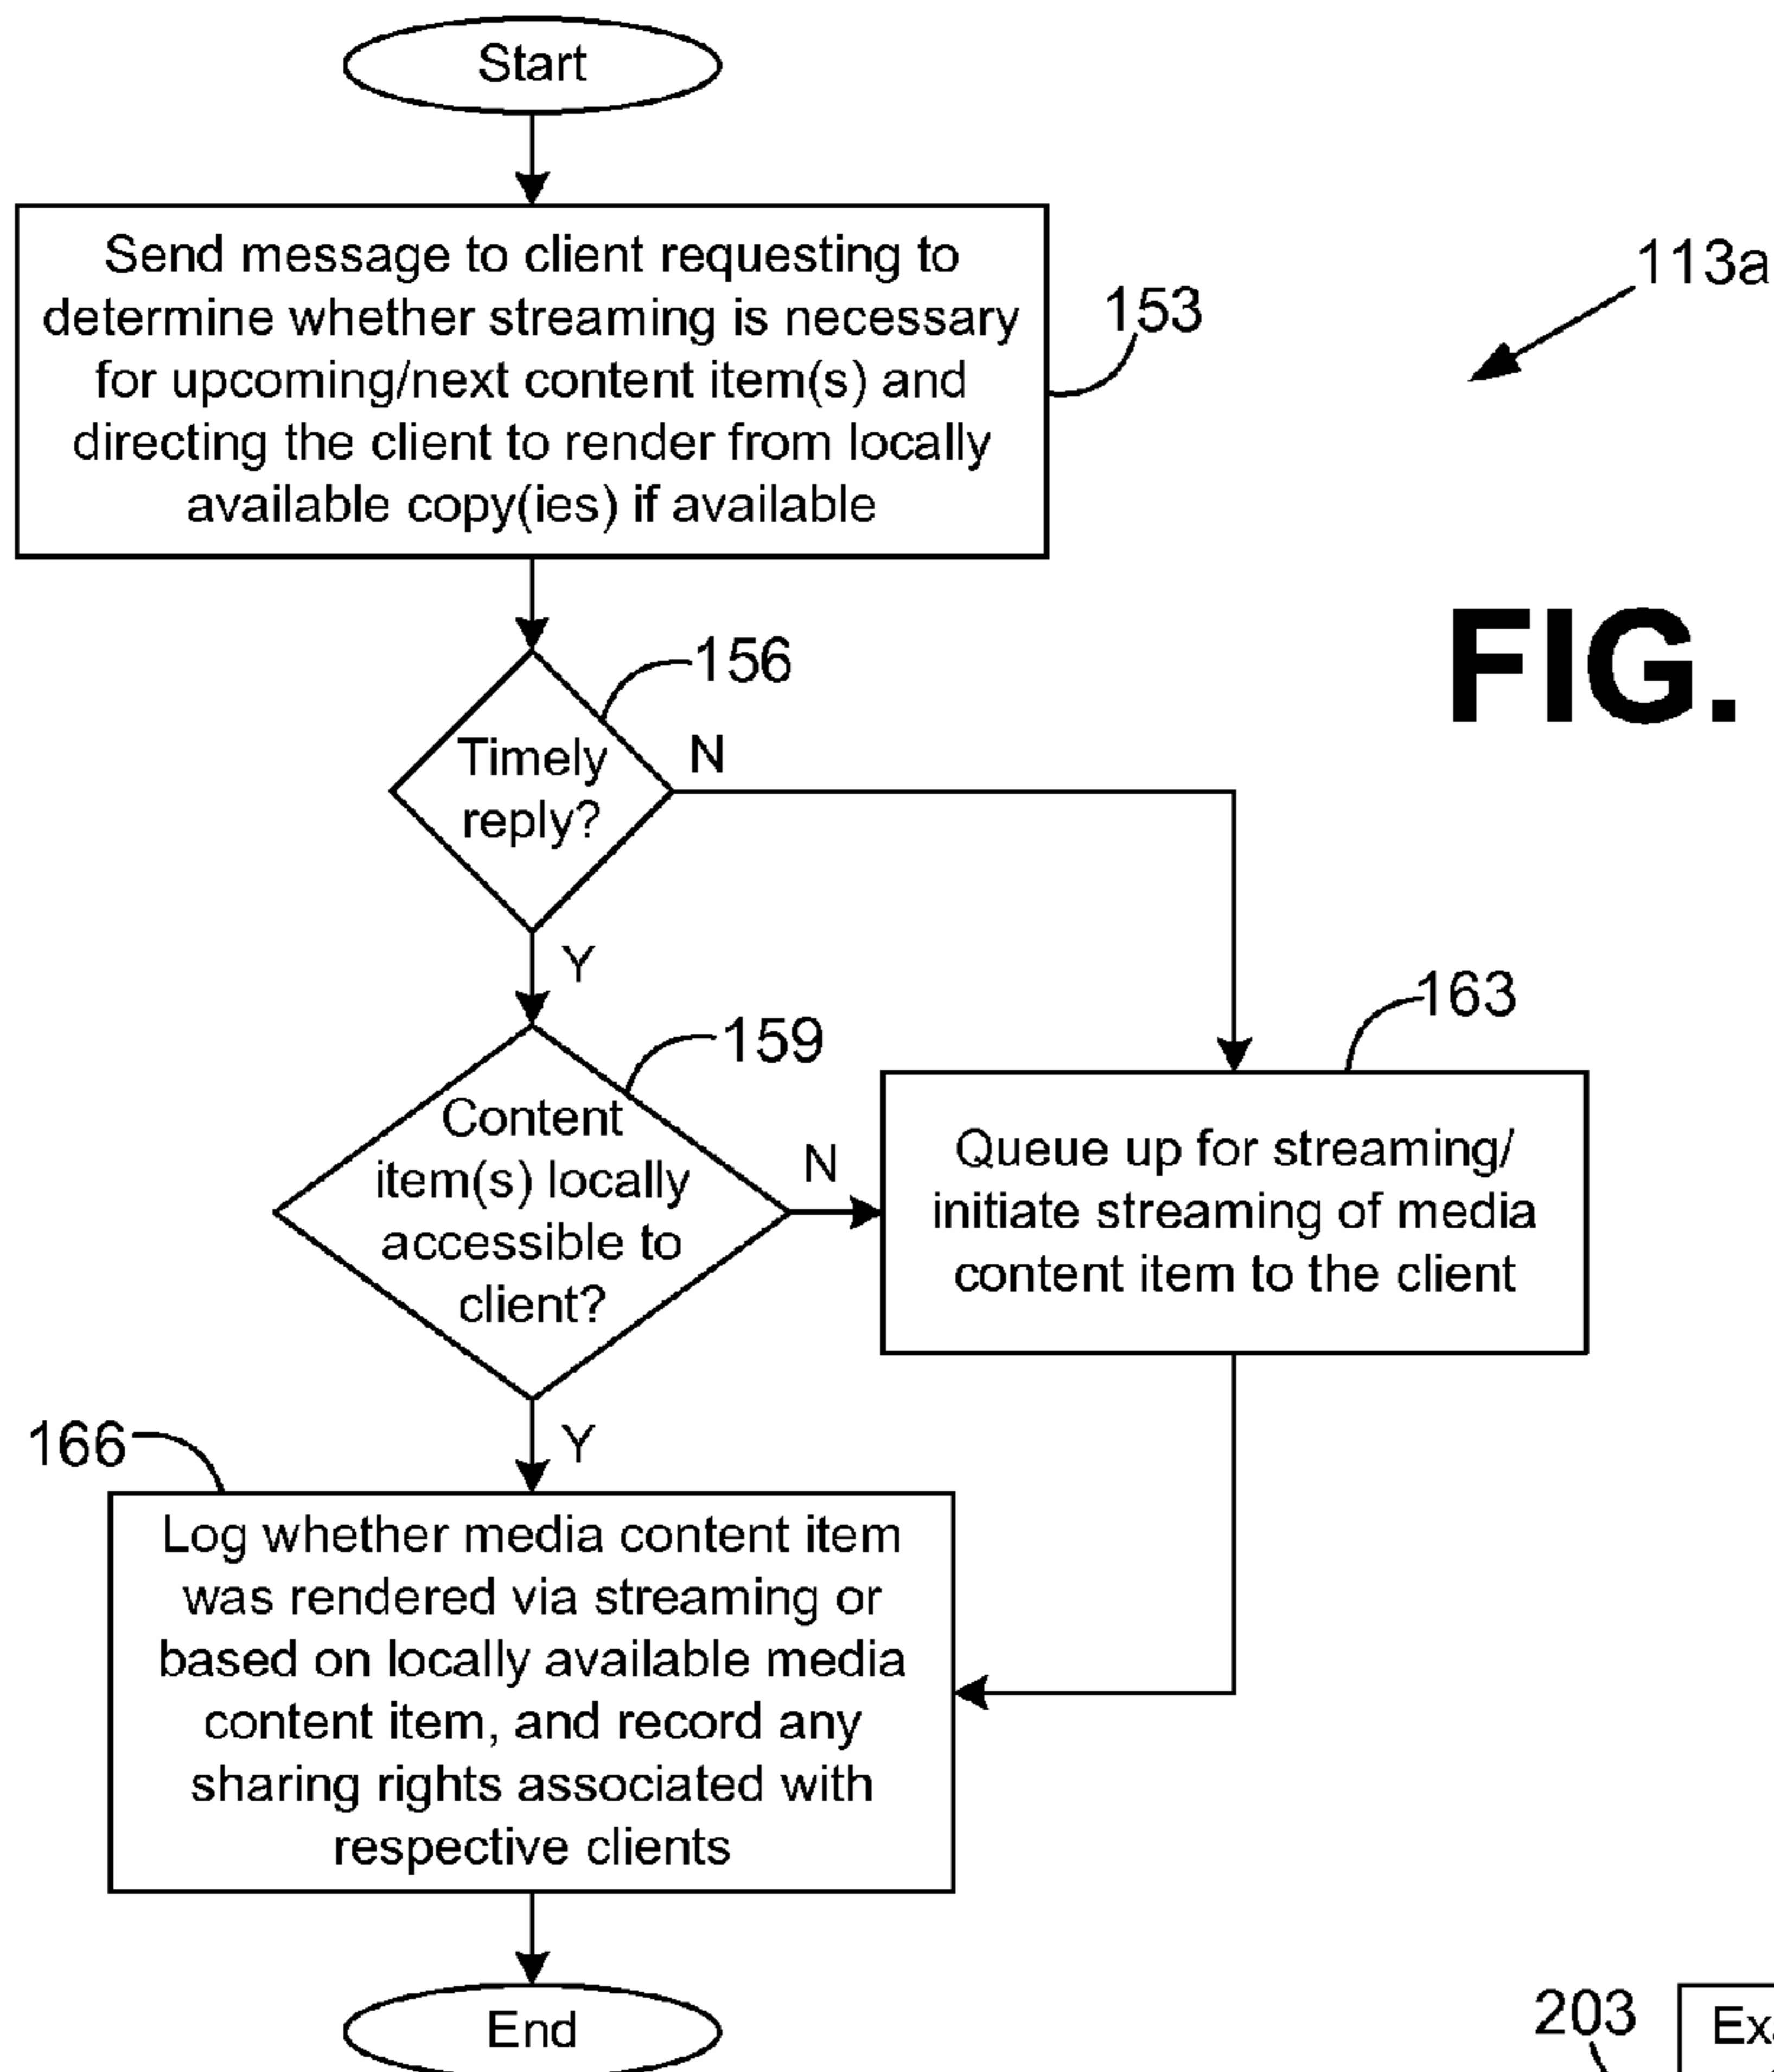 Start
Send message to client requesting to
determine whether streaming is necessary
for upcoming/next content item(s) and
directing the client to render from locally
available copy(ies) if available
153
113a
FIG.
156
Timely
reply?
N
Y
159
Content
item(s) locally
accessible to
client?
N
163
Queue up for streaming/
initiate streaming of media
content item to the client
Y
166
Log whether media content item
was rendered via streaming or
based on locally available media
content item, and record any
sharing rights associated with
respective clients
End
203